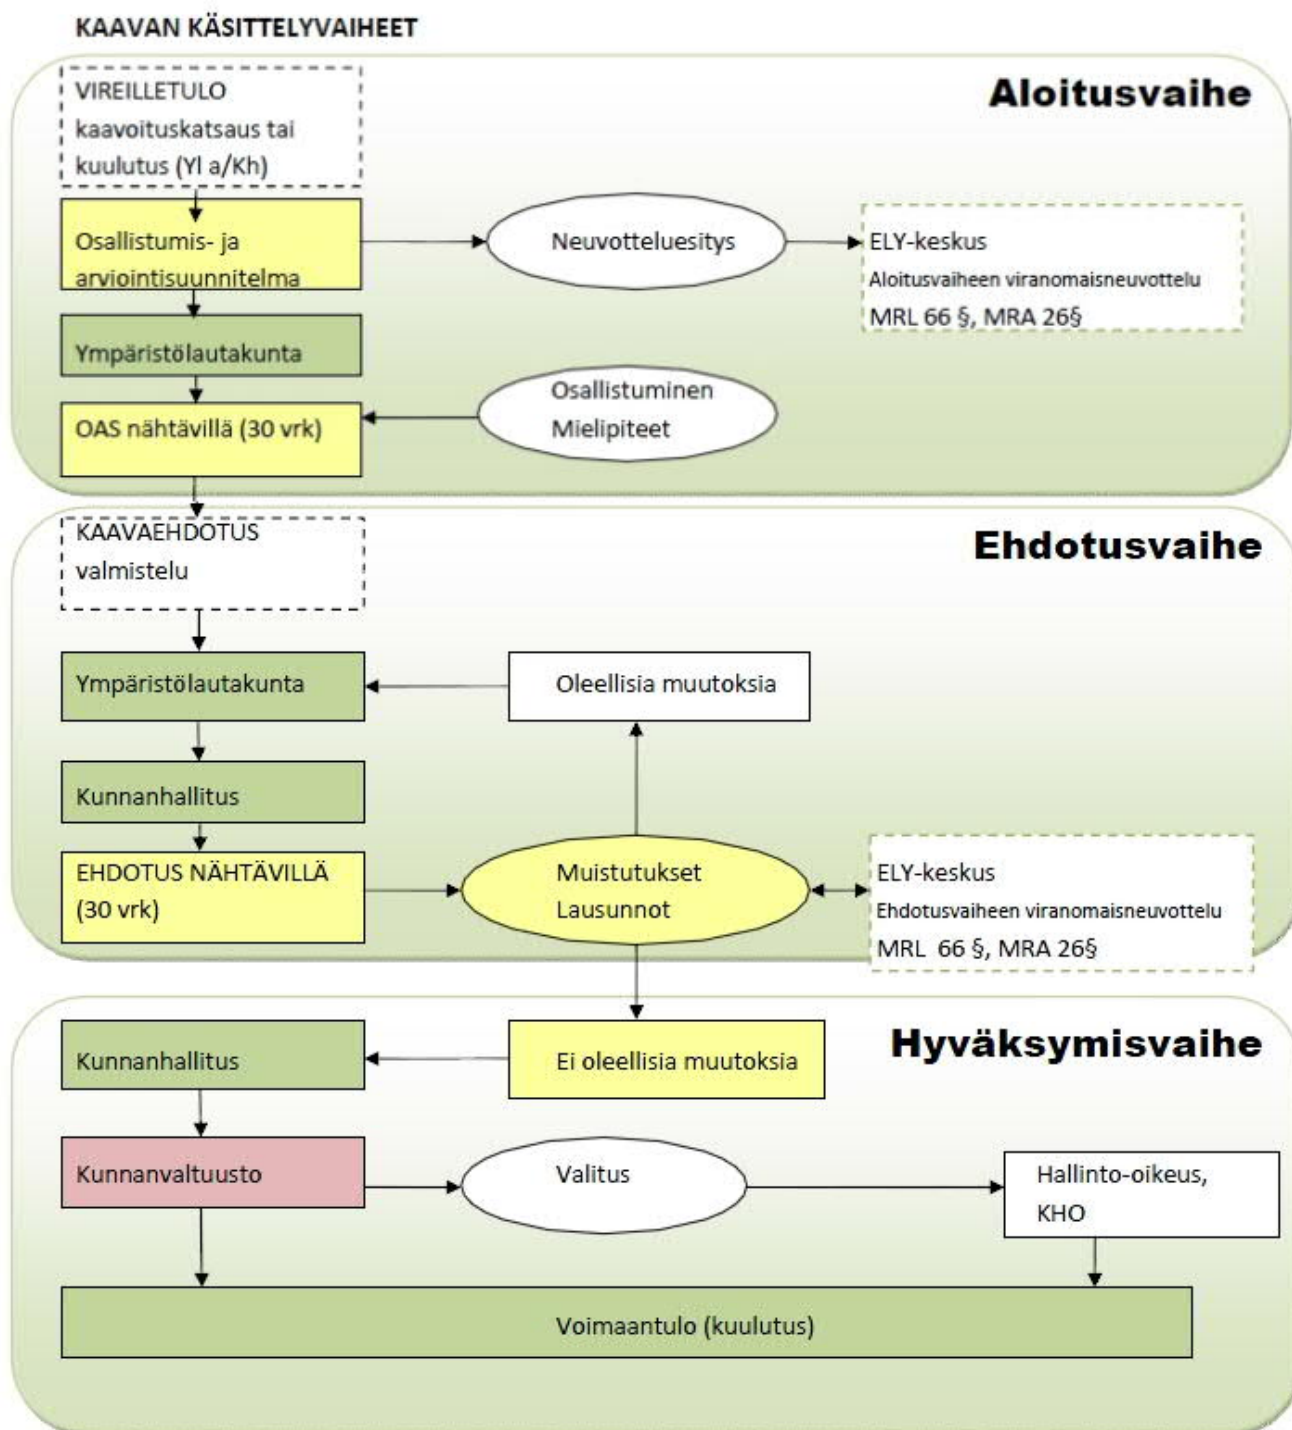 KAAVAN KÄSITTELYVAIHEET
Aloitusvaihe
VIREILLETULO
kaavoituskatsaus tai
kuulutus (Yl a/Kh)
Osallistumis- ja
arviointisuunnitelma
Neuvotteluesitys
ELY-keskus
Aloitusvaiheen viranomaisneuvottelu
MRL 66 §, MRA 26§
Ympäristölautakunta
OAS nähtävillä (30 vrk)
Osallistuminen
Mielipiteet
Ehdotusvaihe
KAAVAEHDOTUS
valmistelu
Ympäristölautakunta
Oleellisia muutoksia
Kunnanhallitus
EHDOTUS NÄHTÄVILLÄ
(30 vrk)
Muistutukset
Lausunnot
ELY-keskus
Ehdotusvaiheen viranomaisneuvottelu
MRL 66 §, MRA 26§
Hyväksymisvaihe
Kunnanhallitus
Ei oleellisia muutoksia
Kunnanvaltuusto
Valitus
Hallinto-oikeus,
KHO
Voimaantulo (kuulutus)